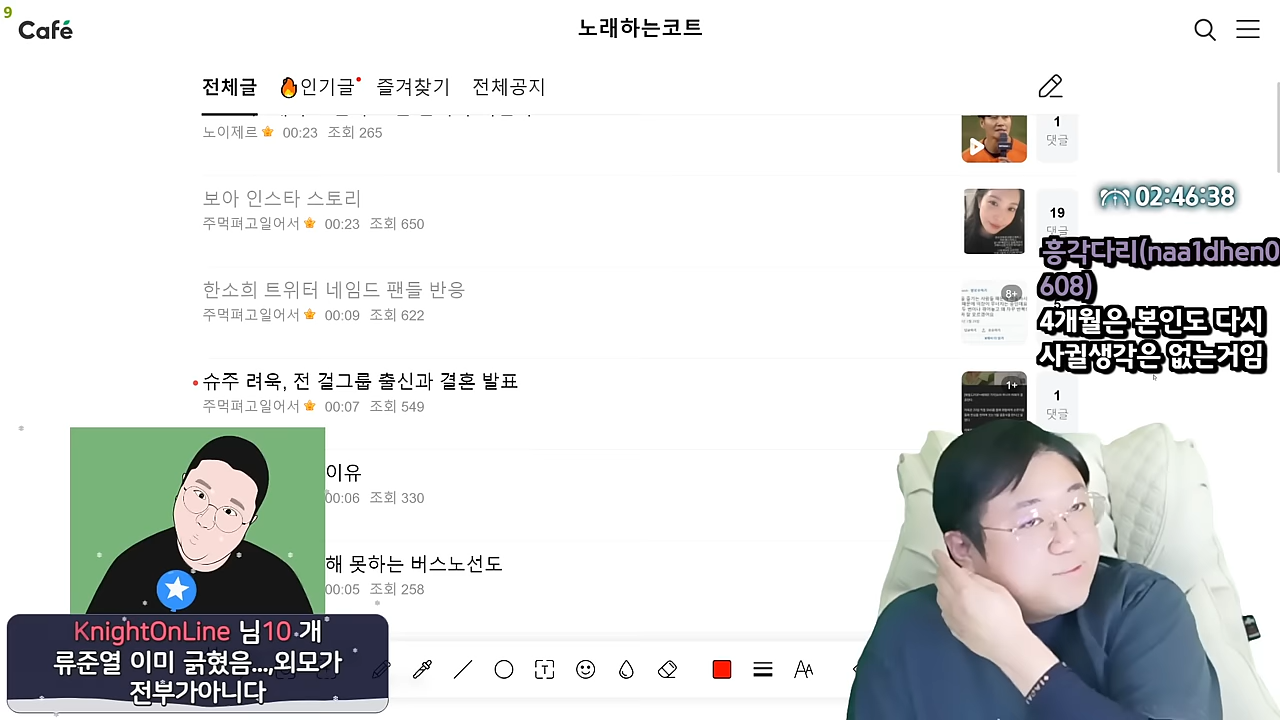 9
Café
노래하는코트
전체글 인기글 즐겨찾기 전체공지
노이제르 00:23 조회 265
1
댓글
보아 인스타 스토리
주먹펴고일어서 00:23 조회 650
19
댓글
02:46:38
흥각다리(naa1dhen0
608)
4개월은 본인도 다시
사귈생각은 없는거임
한소희 트위터 네임드 팬들 반응
주먹펴고일어서 00:09 조회 622
8+
5
슈주 려욱, 전 걸그룹 출신과 결혼 발표
주먹펴고일어서 00:07 조회 549
1+
1
댓글
이유
00:06 조회 330
해 못하는 버스노선도
00:05 조회 258
KnightOnLine 님10 개
류준열 이미 긁혔음...,외모가
전부가아니다
T
AA